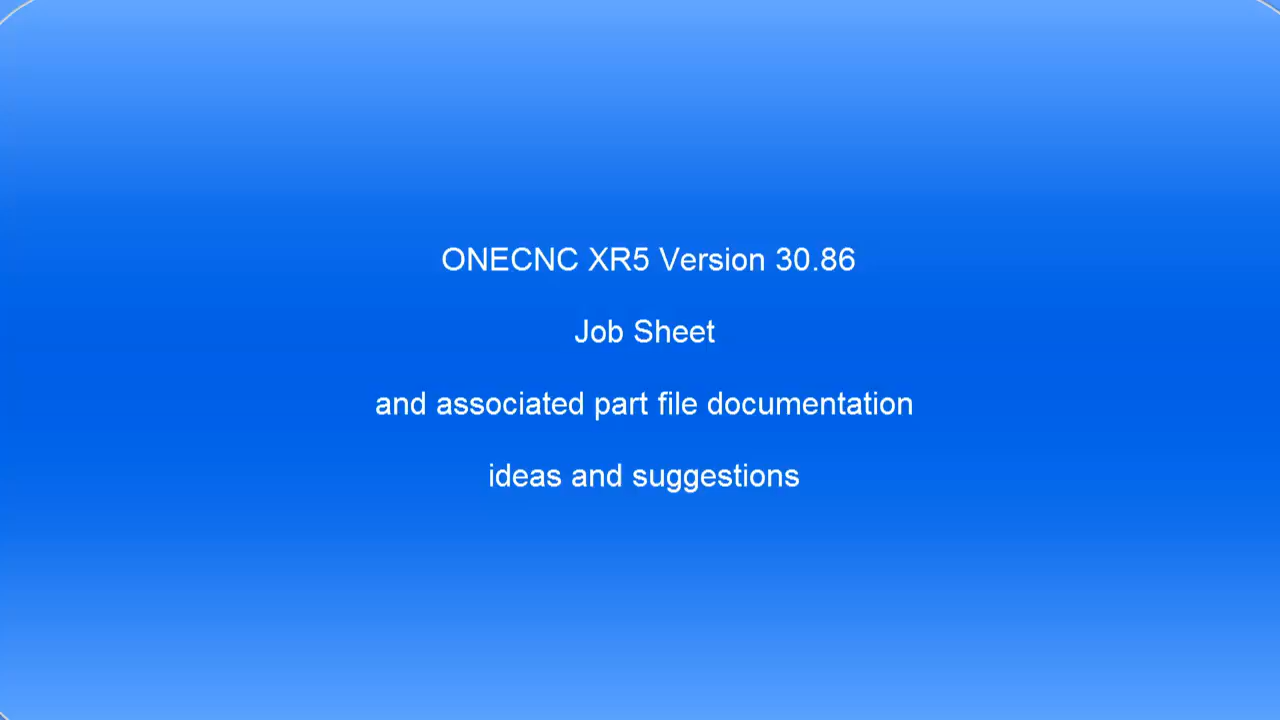 ONECNC XR5 Version 30.86
Job Sheet
and associated part file documentation
ideas and suggestions